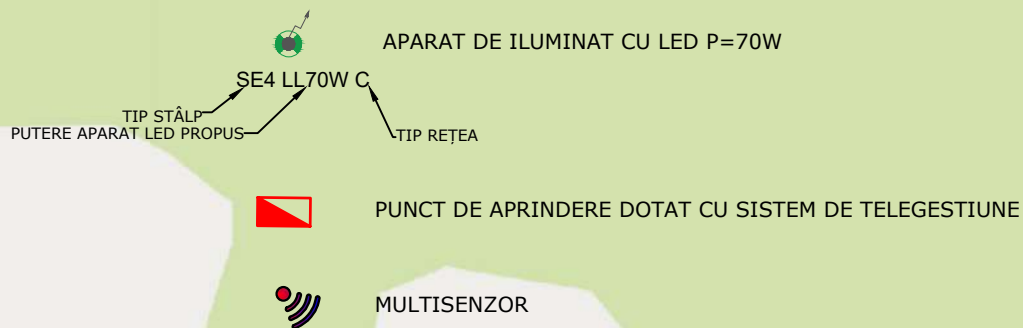 APARAT DE ILUMINAT CU LED P=70W
SE4 LL70W C
TIP STÂLP
PUTERE APARAT LED PROPUS
TIP REȚEA
PUNCT DE APRINDERE DOTAT CU SISTEM DE TELEGESTIUNE
MULTISENZOR